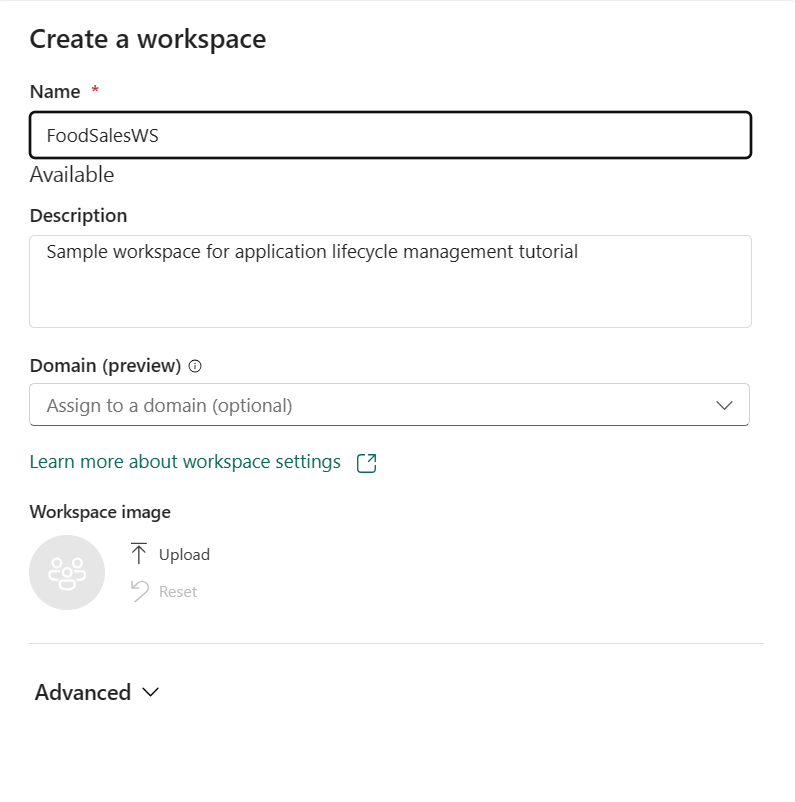 Create a workspace
Name *
FoodSalesWS
Available
Description
Sample workspace for application lifecycle management tutorial
Domain (preview)
Assign to a domain (optional)
Learn more about workspace settings
Workspace image
Upload
Reset
Advanced